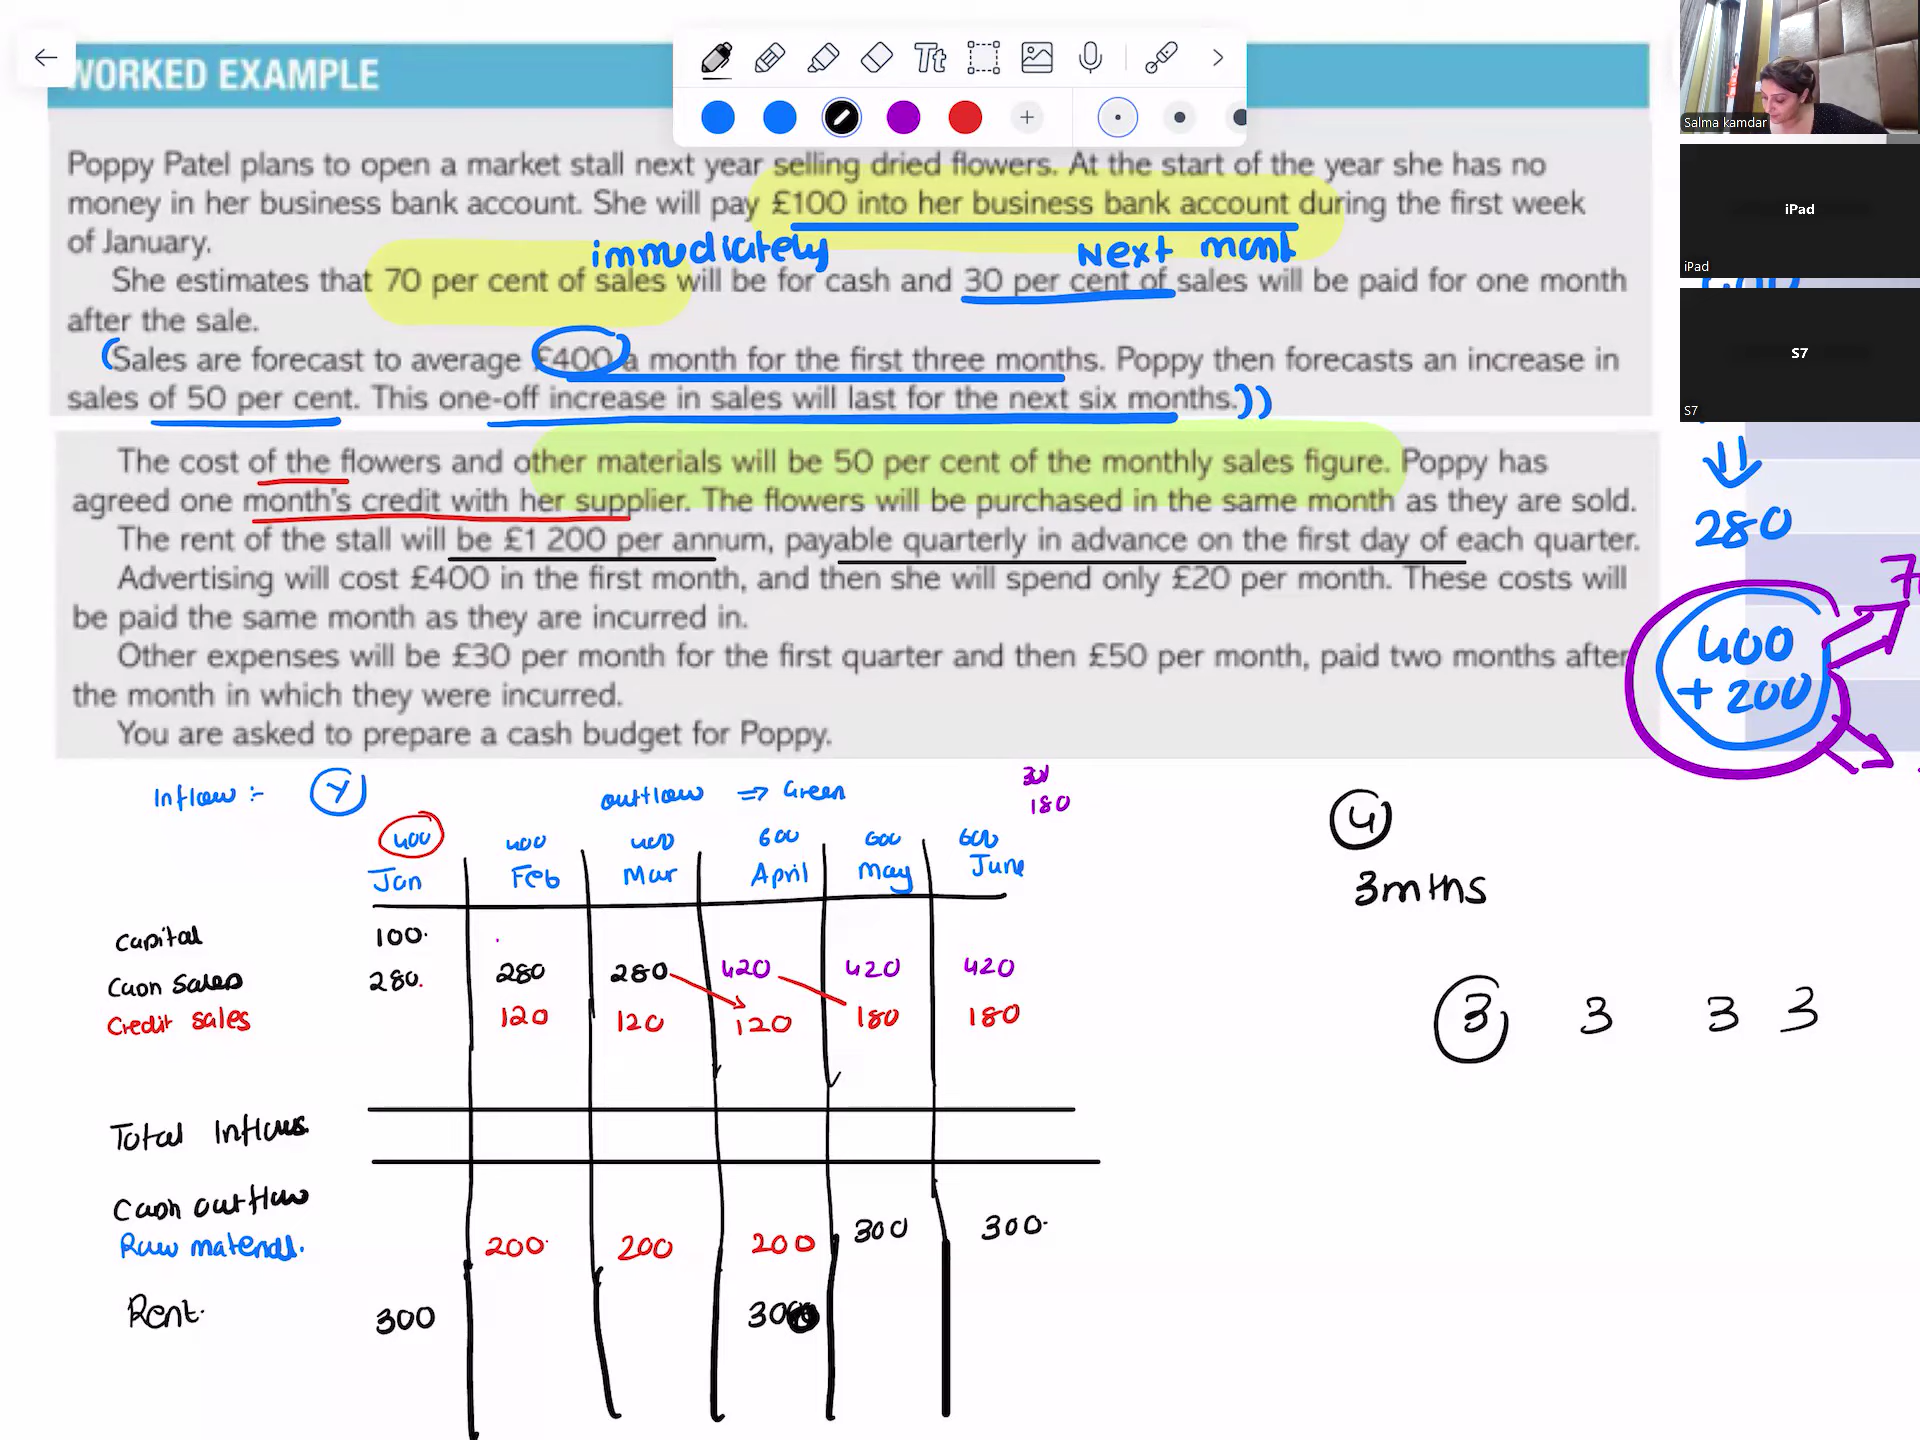 WORKED EXAMPLE
Tt
Salma kamdar
iPad
iPad
S7
S7
Poppy Patel plans to open a market stall next year selling dried flowers. At the start of the year she has no
money in her business bank account. She will pay £100 into her business bank account during the first week
of January.
immediately Next mont
She estimates that 70 per cent of sales will be for cash and 30 per cent of sales will be paid for one month
after the sale.
(Sales are forecast to average £400 a month for the first three months. Poppy then forecasts an increase in
sales of 50 per cent. This one-off increase in sales will last for the next six months.))
The cost of the flowers and other materials will be 50 per cent of the monthly sales figure. Poppy has
agreed one month's credit with her supplier. The flowers will be purchased in the same month as they are sold.
The rent of the stall will be £1 200 per annum, payable quarterly in advance on the first day of each quarter.
Advertising will cost £400 in the first month, and then she will spend only £20 per month. These costs will
be paid the same month as they are incurred in.
Other expenses will be £30 per month for the first quarter and then £50 per month, paid two months after
the month in which they were incurred.
You are asked to prepare a cash budget for Poppy.
280
400
+ 200
Inflow :- Y outflow => Green
180
400 400 400 600 600 600
Jan Feb Mar April May June
Capital 100.
Cash sales 280. 280 280 420 420 420
Credit sales 120 120 120 180 180
Total Inflows
Cash outflow
Raw material. 200 200 200 300 300
Rent 300 300
4
3mths
3 3 3 3